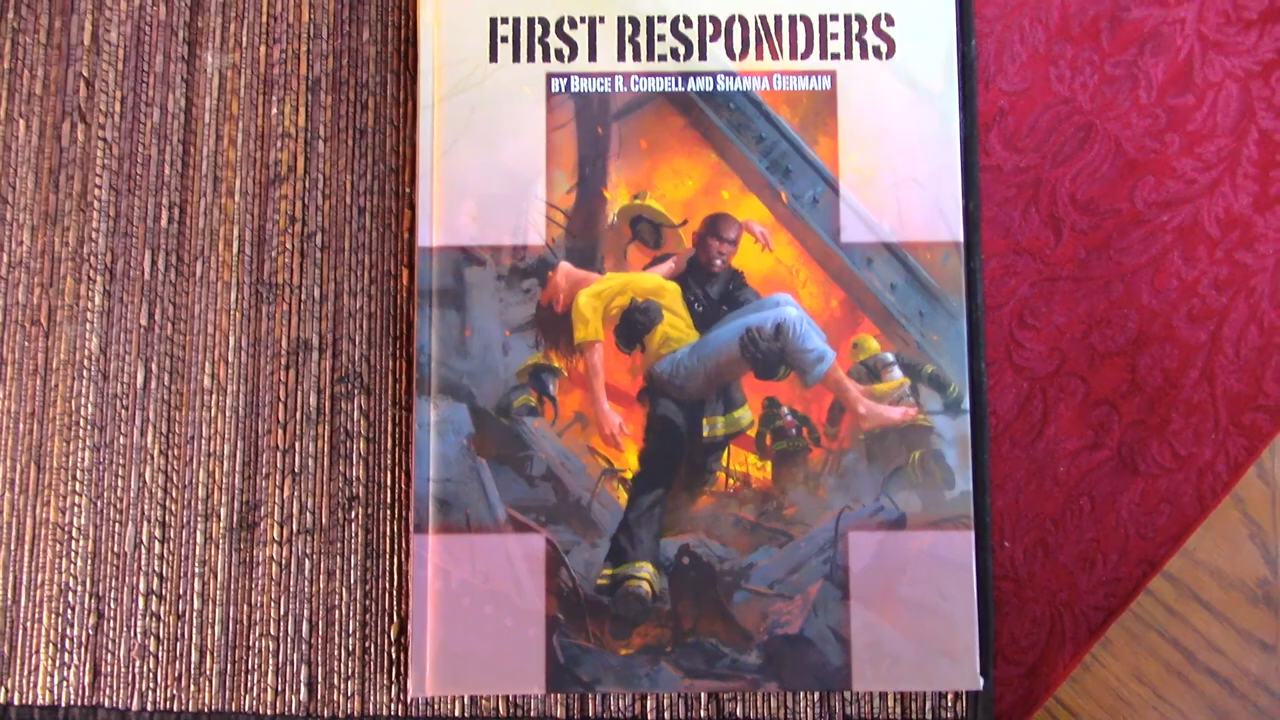 FIRST RESPONDERS
BY BRUCE R. CORDELL AND SHANNA GERMAIN